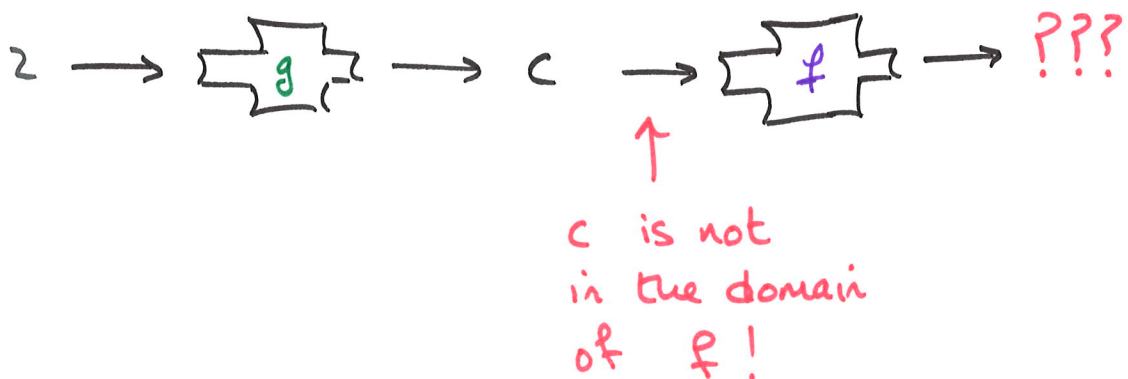 2 → g → c → f → ???
c is not
in the domain
of f!